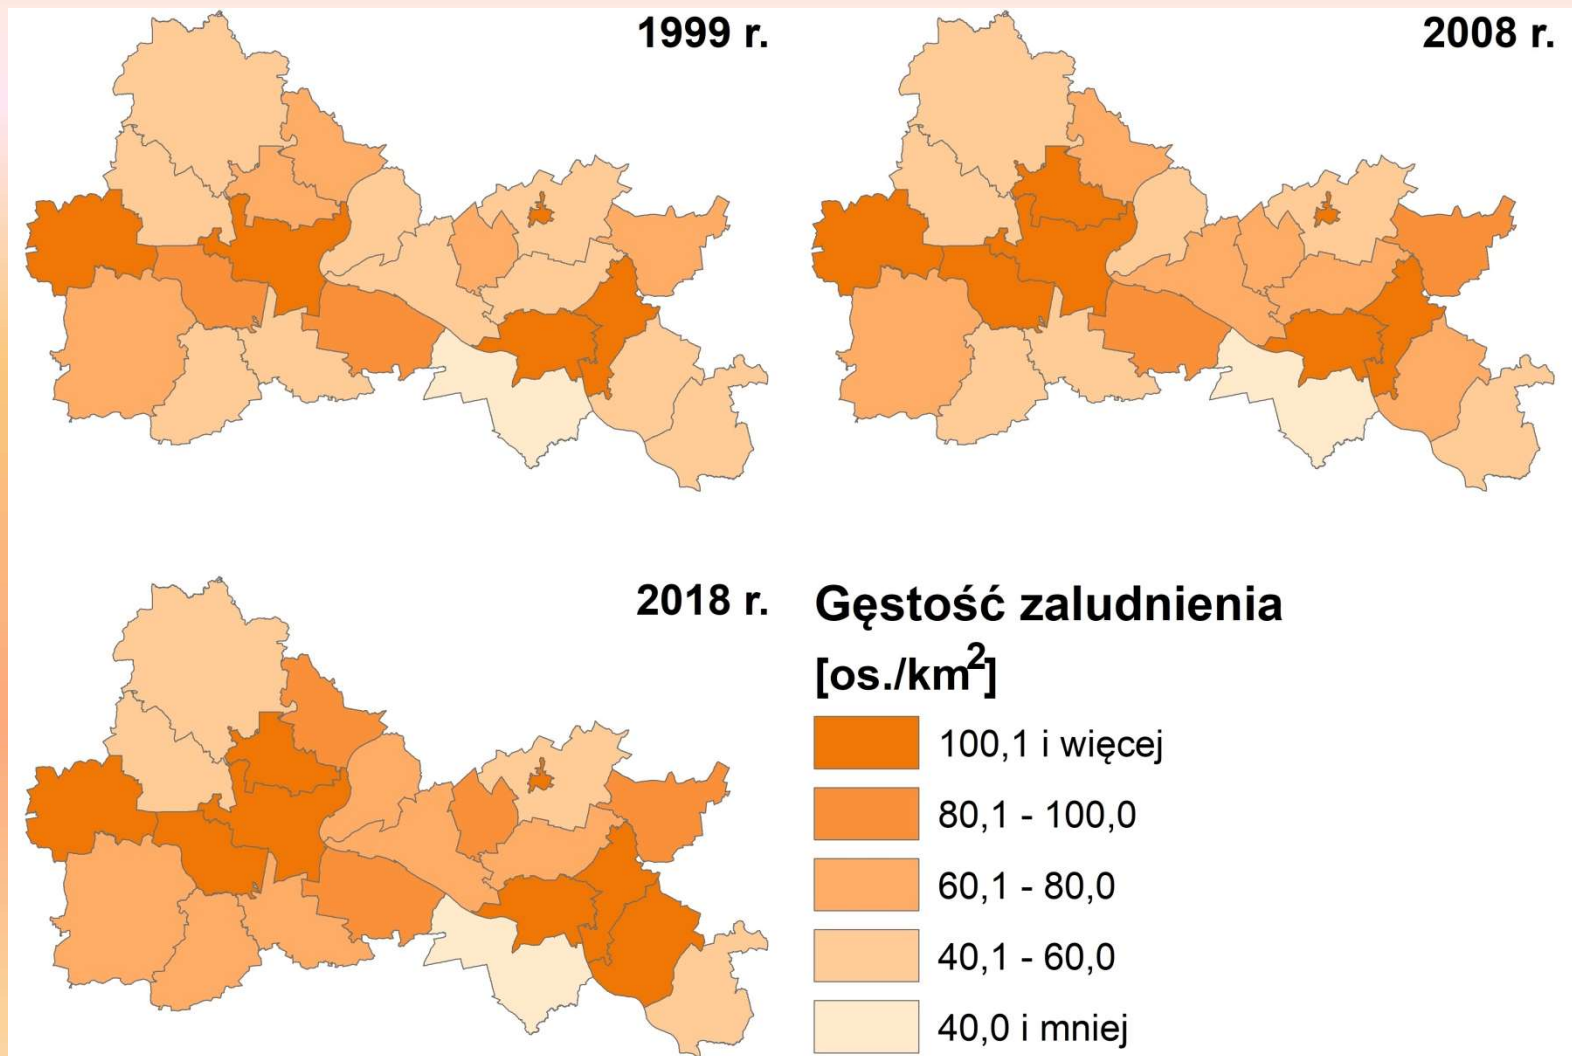 1999 r.
2008 r.
2018 r.
Gęstość zaludnienia
[os./km²]
100,1 i więcej
80,1 - 100,0
60,1 - 80,0
40,1 - 60,0
40,0 i mniej